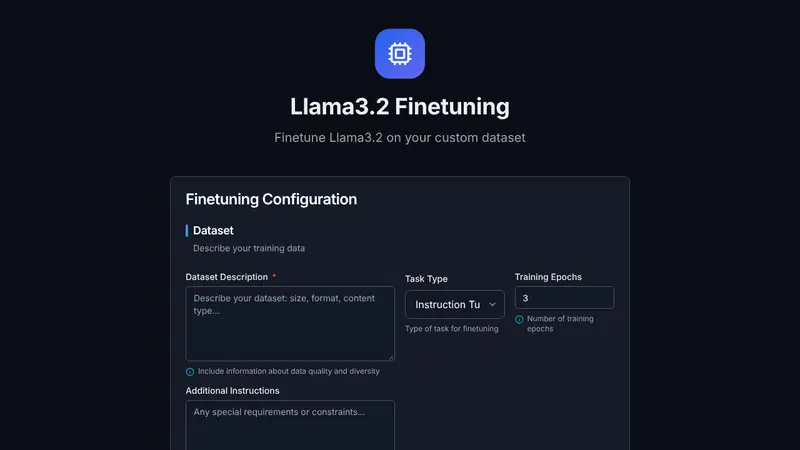 Llama3.2 Finetuning
Finetune Llama3.2 on your custom dataset
Finetuning Configuration
Dataset
Describe your training data
Dataset Description *
Describe your dataset: size, format, content
type...
Include information about data quality and diversity
Task Type
Instruction Tu
Type of task for finetuning
Training Epochs
3
Number of training
epochs
Additional Instructions
Any special requirements or constraints...